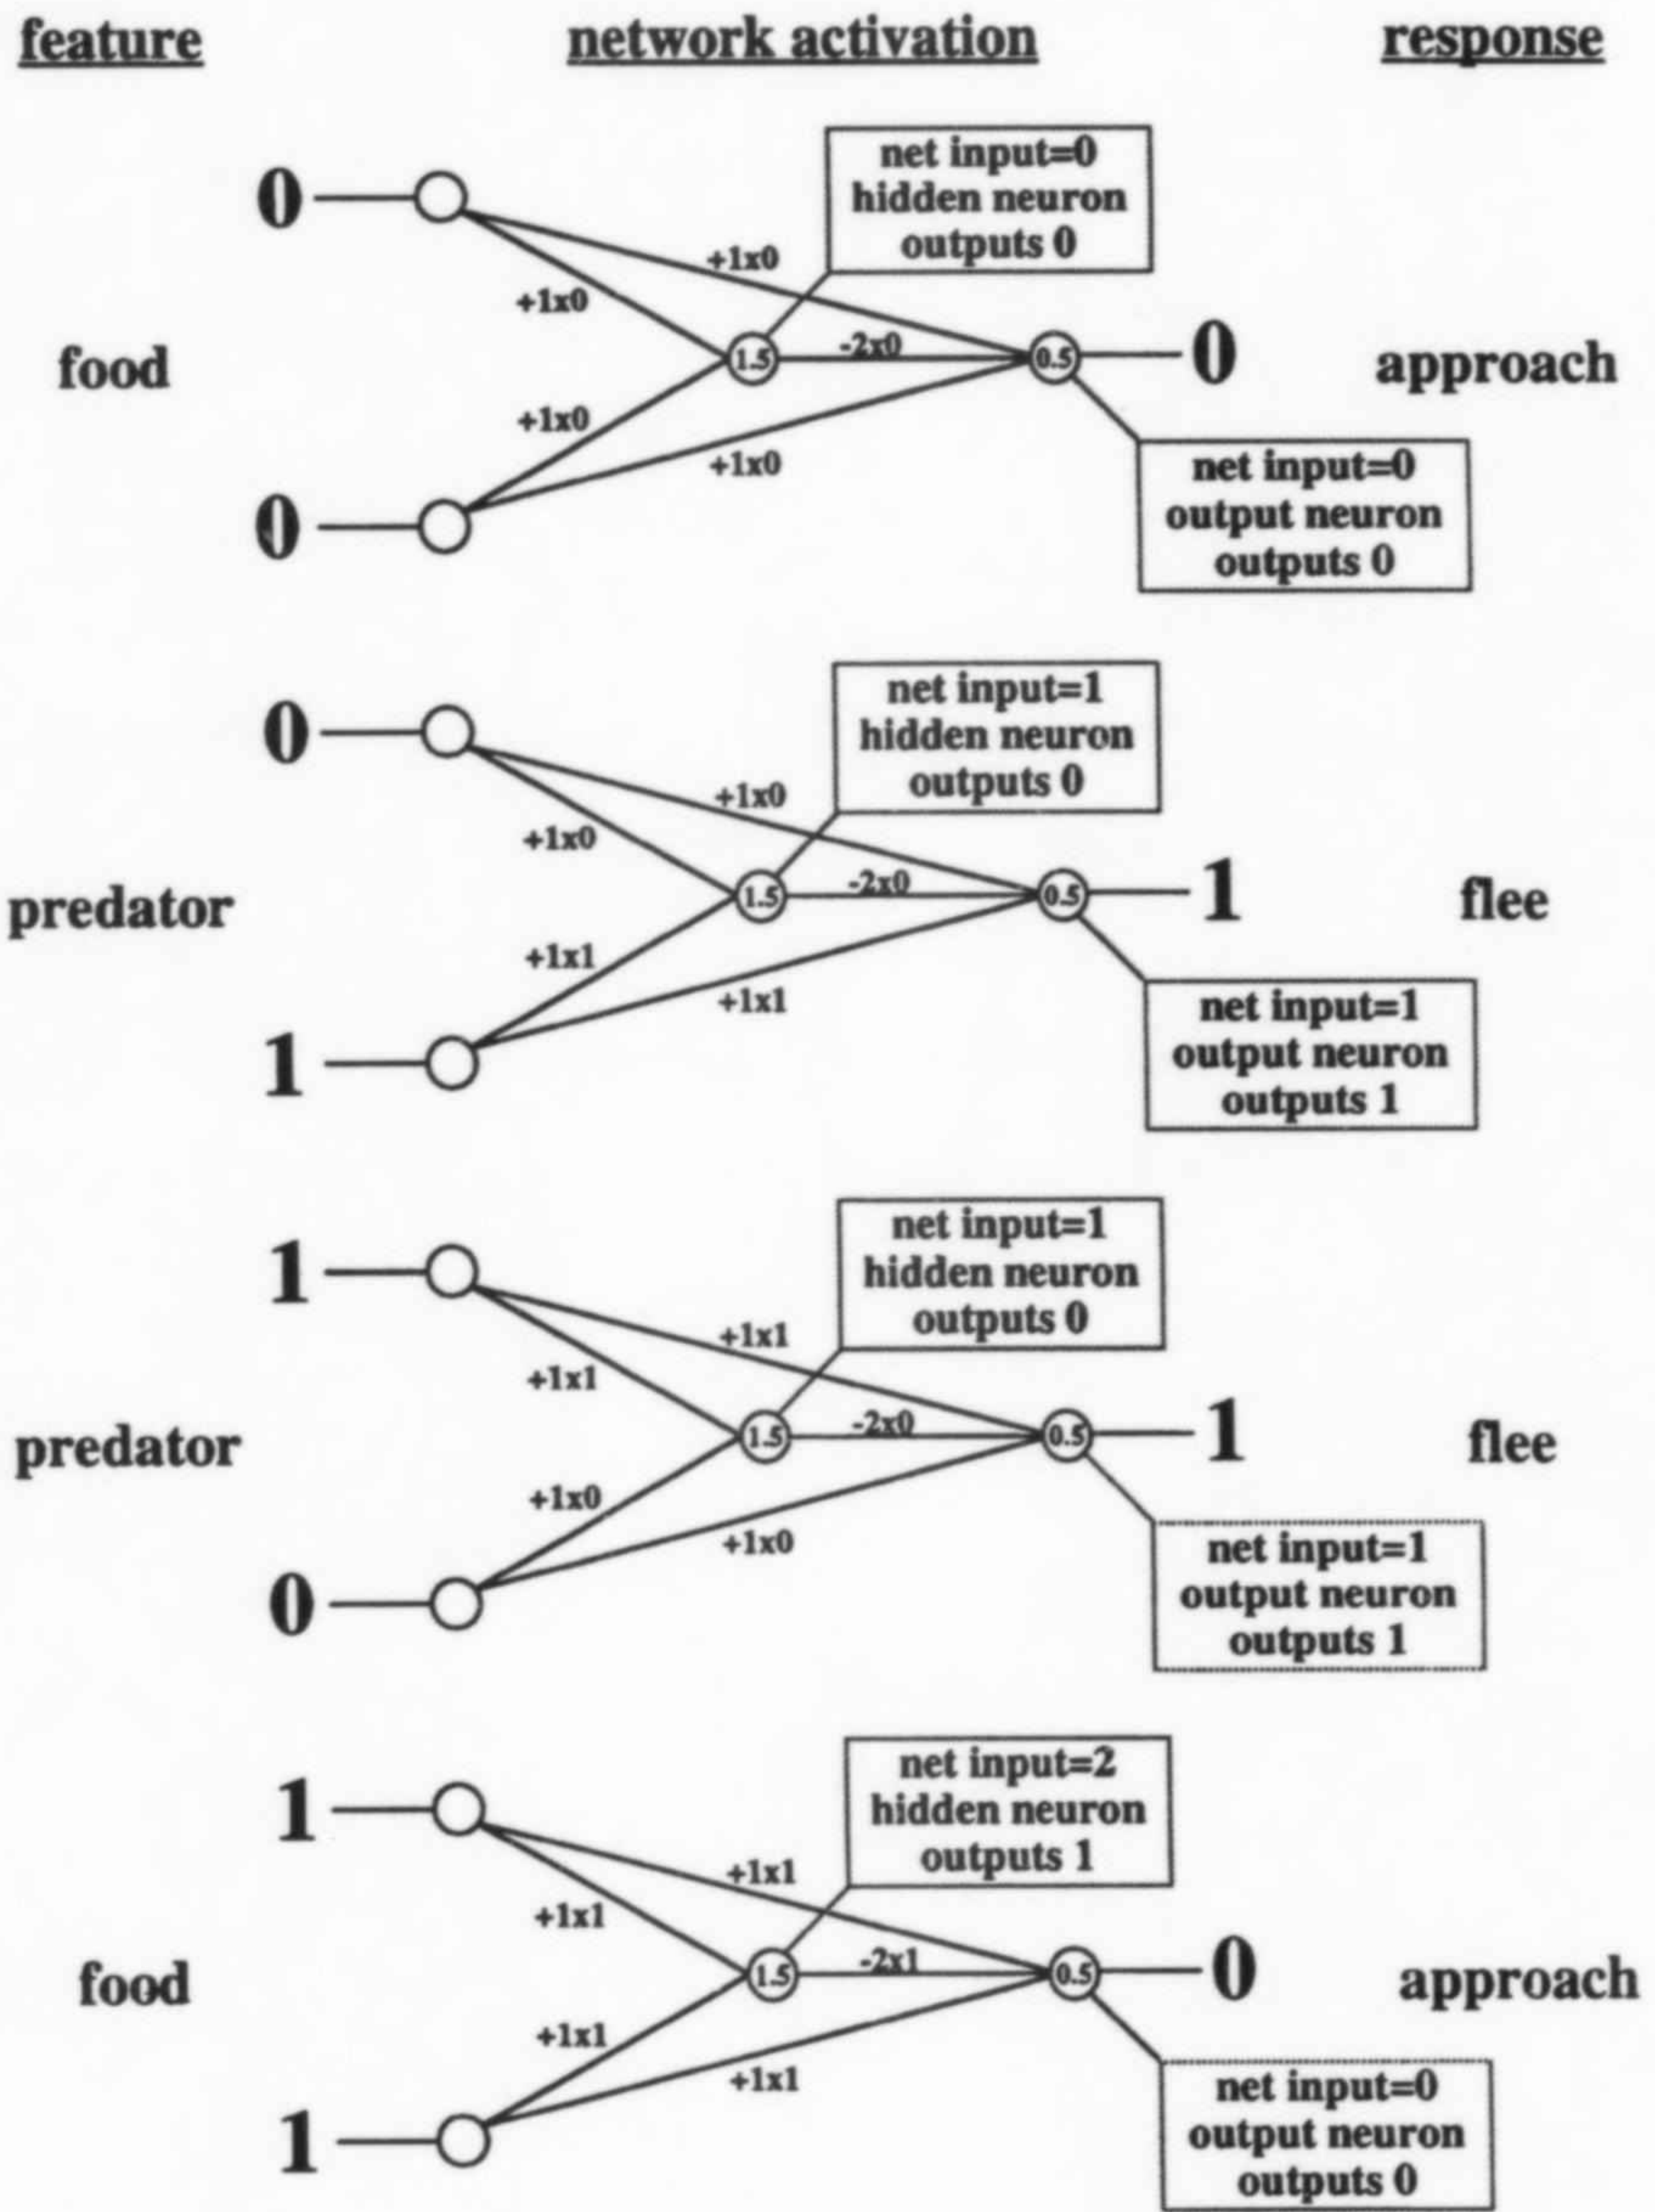 feature network activation response
net input=0
hidden neuron
outputs 0
0
+1x0
+1x0
food
1.5
-2x0
0.5
0
approach
+1x0
+1x0
0
net input=0
output neuron
outputs 0
net input=1
hidden neuron
outputs 0
0
+1x0
+1x0
predator
1.5
-2x0
0.5
1
flee
+1x1
+1x1
1
net input=1
output neuron
outputs 1
net input=1
hidden neuron
outputs 0
1
+1x1
+1x1
predator
1.5
-2x0
0.5
1
flee
+1x0
+1x0
0
net input=1
output neuron
outputs 1
net input=2
hidden neuron
outputs 1
1
+1x1
+1x1
food
1.5
-2x1
0.5
0
approach
+1x1
+1x1
1
net input=0
output neuron
outputs 0